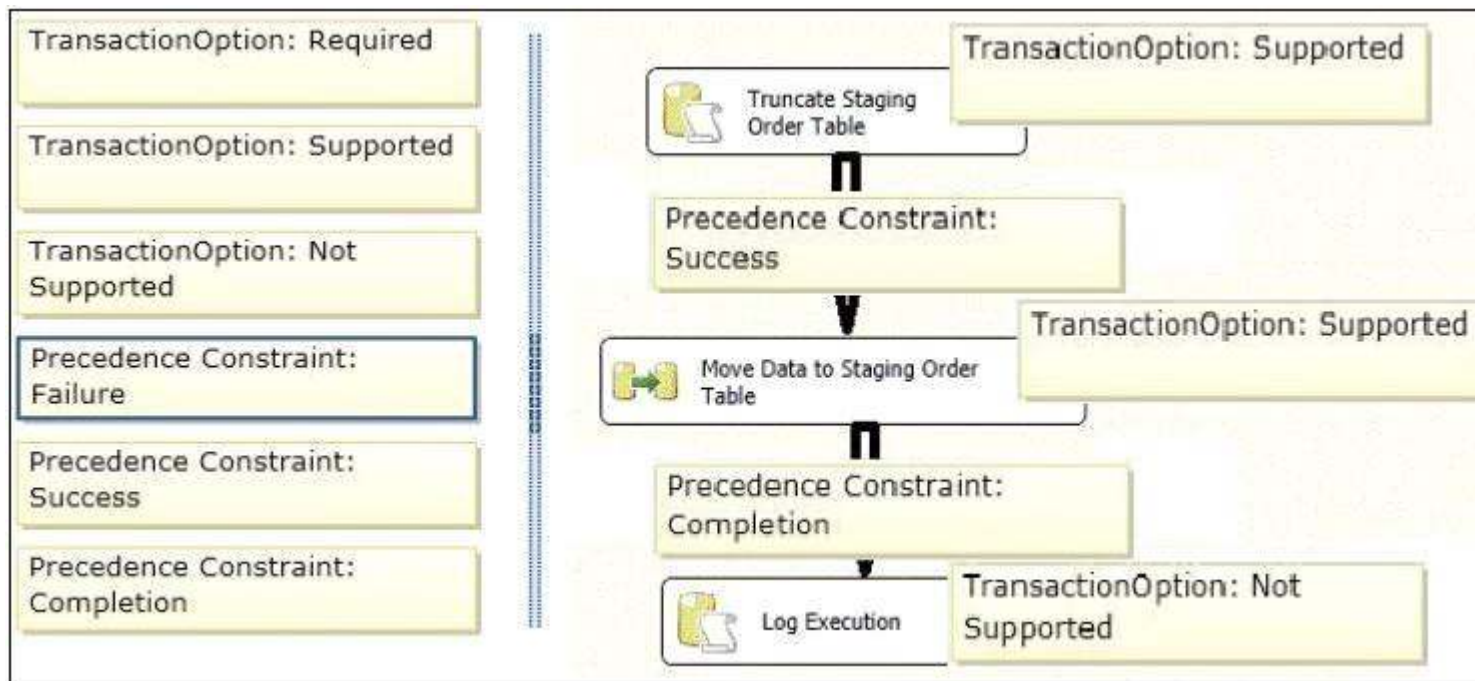 TransactionOption: Required
TransactionOption: Supported
TransactionOption: Not
Supported
Precedence Constraint:
Failure
Precedence Constraint:
Success
Precedence Constraint:
Completion
TransactionOption: Supported
Truncate Staging
Order Table
Precedence Constraint:
Success
TransactionOption: Supported
Move Data to Staging Order
Table
Precedence Constraint:
Completion
TransactionOption: Not
Supported
Log Execution